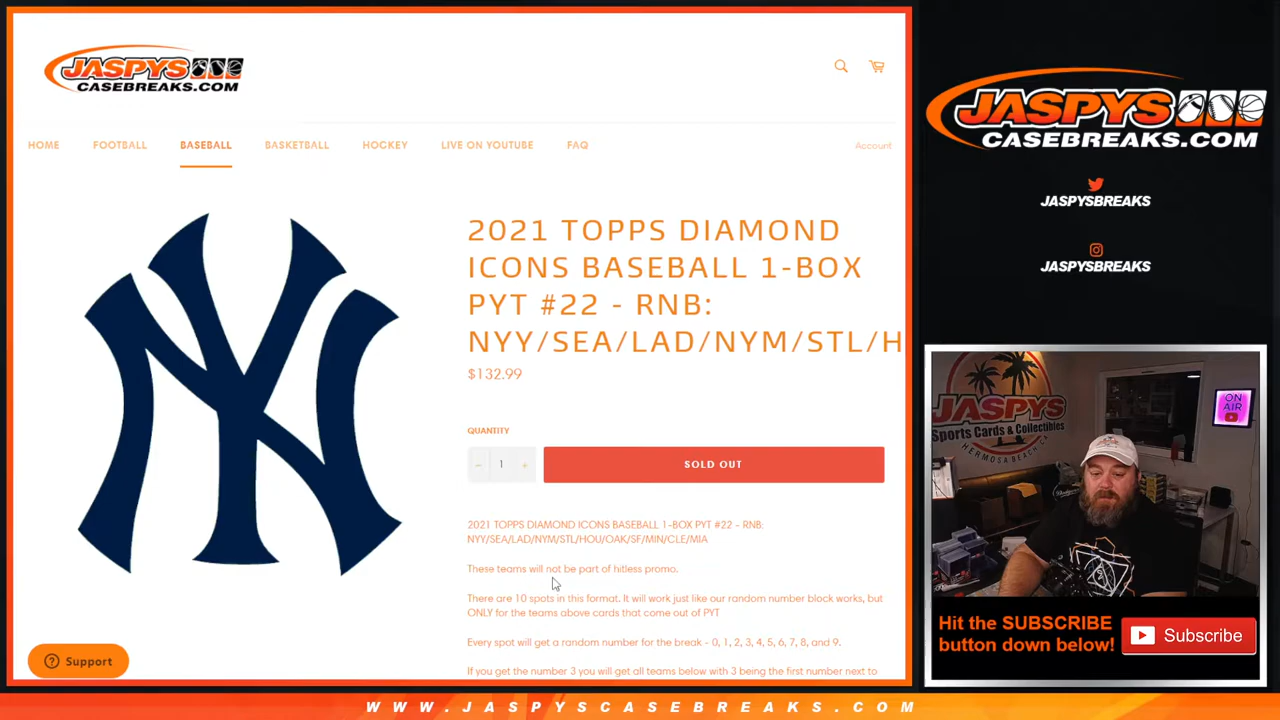 JASPYS
CASEBREAKS.COM
HOME FOOTBALL BASEBALL BASKETBALL HOCKEY LIVE ON YOUTUBE FAQ Account
2021 TOPPS DIAMOND
ICONS BASEBALL 1-BOX
PYT #22 - RNB:
NYY/SEA/LAD/NYM/STL/H
$132.99
QUANTITY
− 1 + SOLD OUT
2021 TOPPS DIAMOND ICONS BASEBALL 1-BOX PYT #22 - RNB:
NYY/SEA/LAD/NYM/STL/HOU/OAK/SF/MIN/CLE/MIA
These teams will not be part of hitless promo.
There are 10 spots in this format. It will work just like our random number block works, but
ONLY for the teams above cards that come out of PYT
Every spot will get a random number for the break - 0, 1, 2, 3, 4, 5, 6, 7, 8, and 9.
If you get the number 3 you will get all teams below with 3 being the first number next to
? Support
JASPYS
CASEBREAKS.COM
JASPYSBREAKS
JASPYSBREAKS
JASPYS
Sports Cards & Collectibles
HERMOSA BEACH CA
ON
AIR
Hit the SUBSCRIBE
button down below!
Subscribe
WWW.JASPYSCASEBREAKS.COM